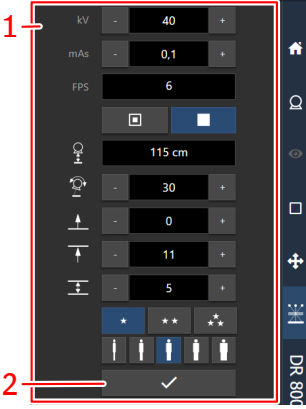 1
kV - 40 +
mAs - 0,1 +
FPS 6
115 cm
- 30 +
- 0 +
- 11 +
- 5 +
2
DR 800